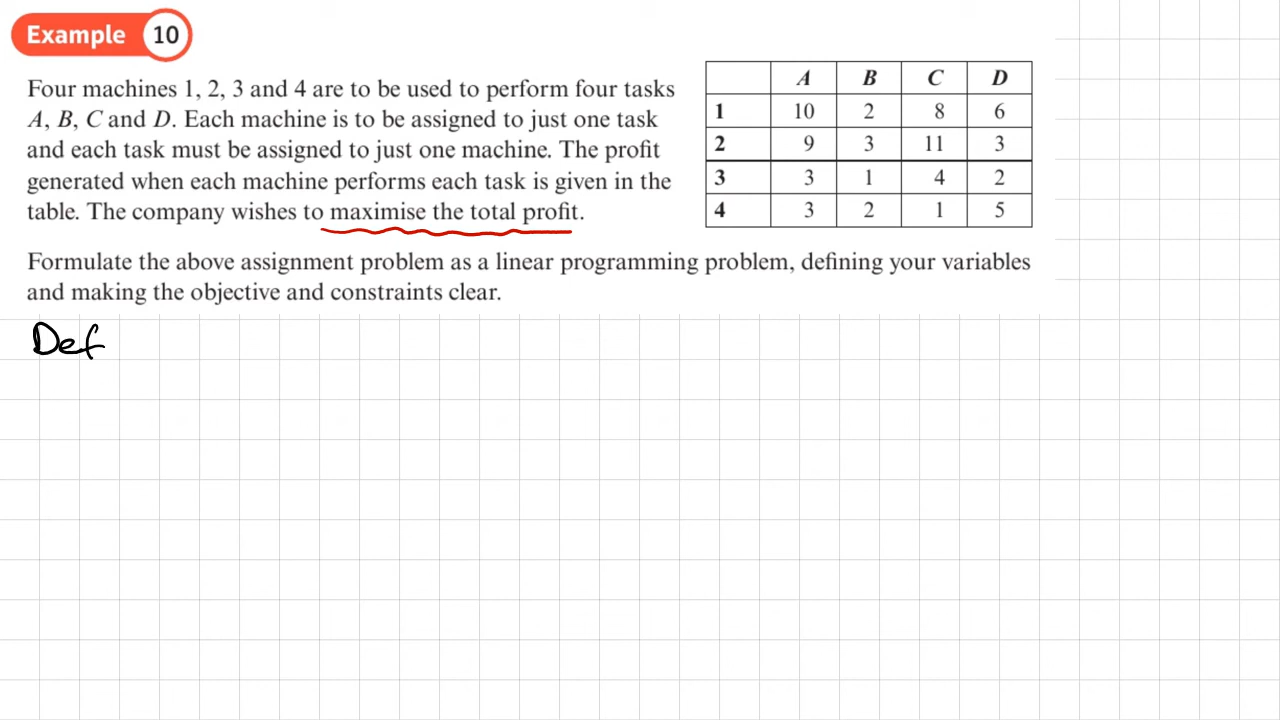 Example 10
Four machines 1, 2, 3 and 4 are to be used to perform four tasks
A, B, C and D. Each machine is to be assigned to just one task
and each task must be assigned to just one machine. The profit
generated when each machine performs each task is given in the
table. The company wishes to maximise the total profit.
A B C D
1 10 2 8 6
2 9 3 11 3
3 3 1 4 2
4 3 2 1 5
Formulate the above assignment problem as a linear programming problem, defining your variables
and making the objective and constraints clear.
Def